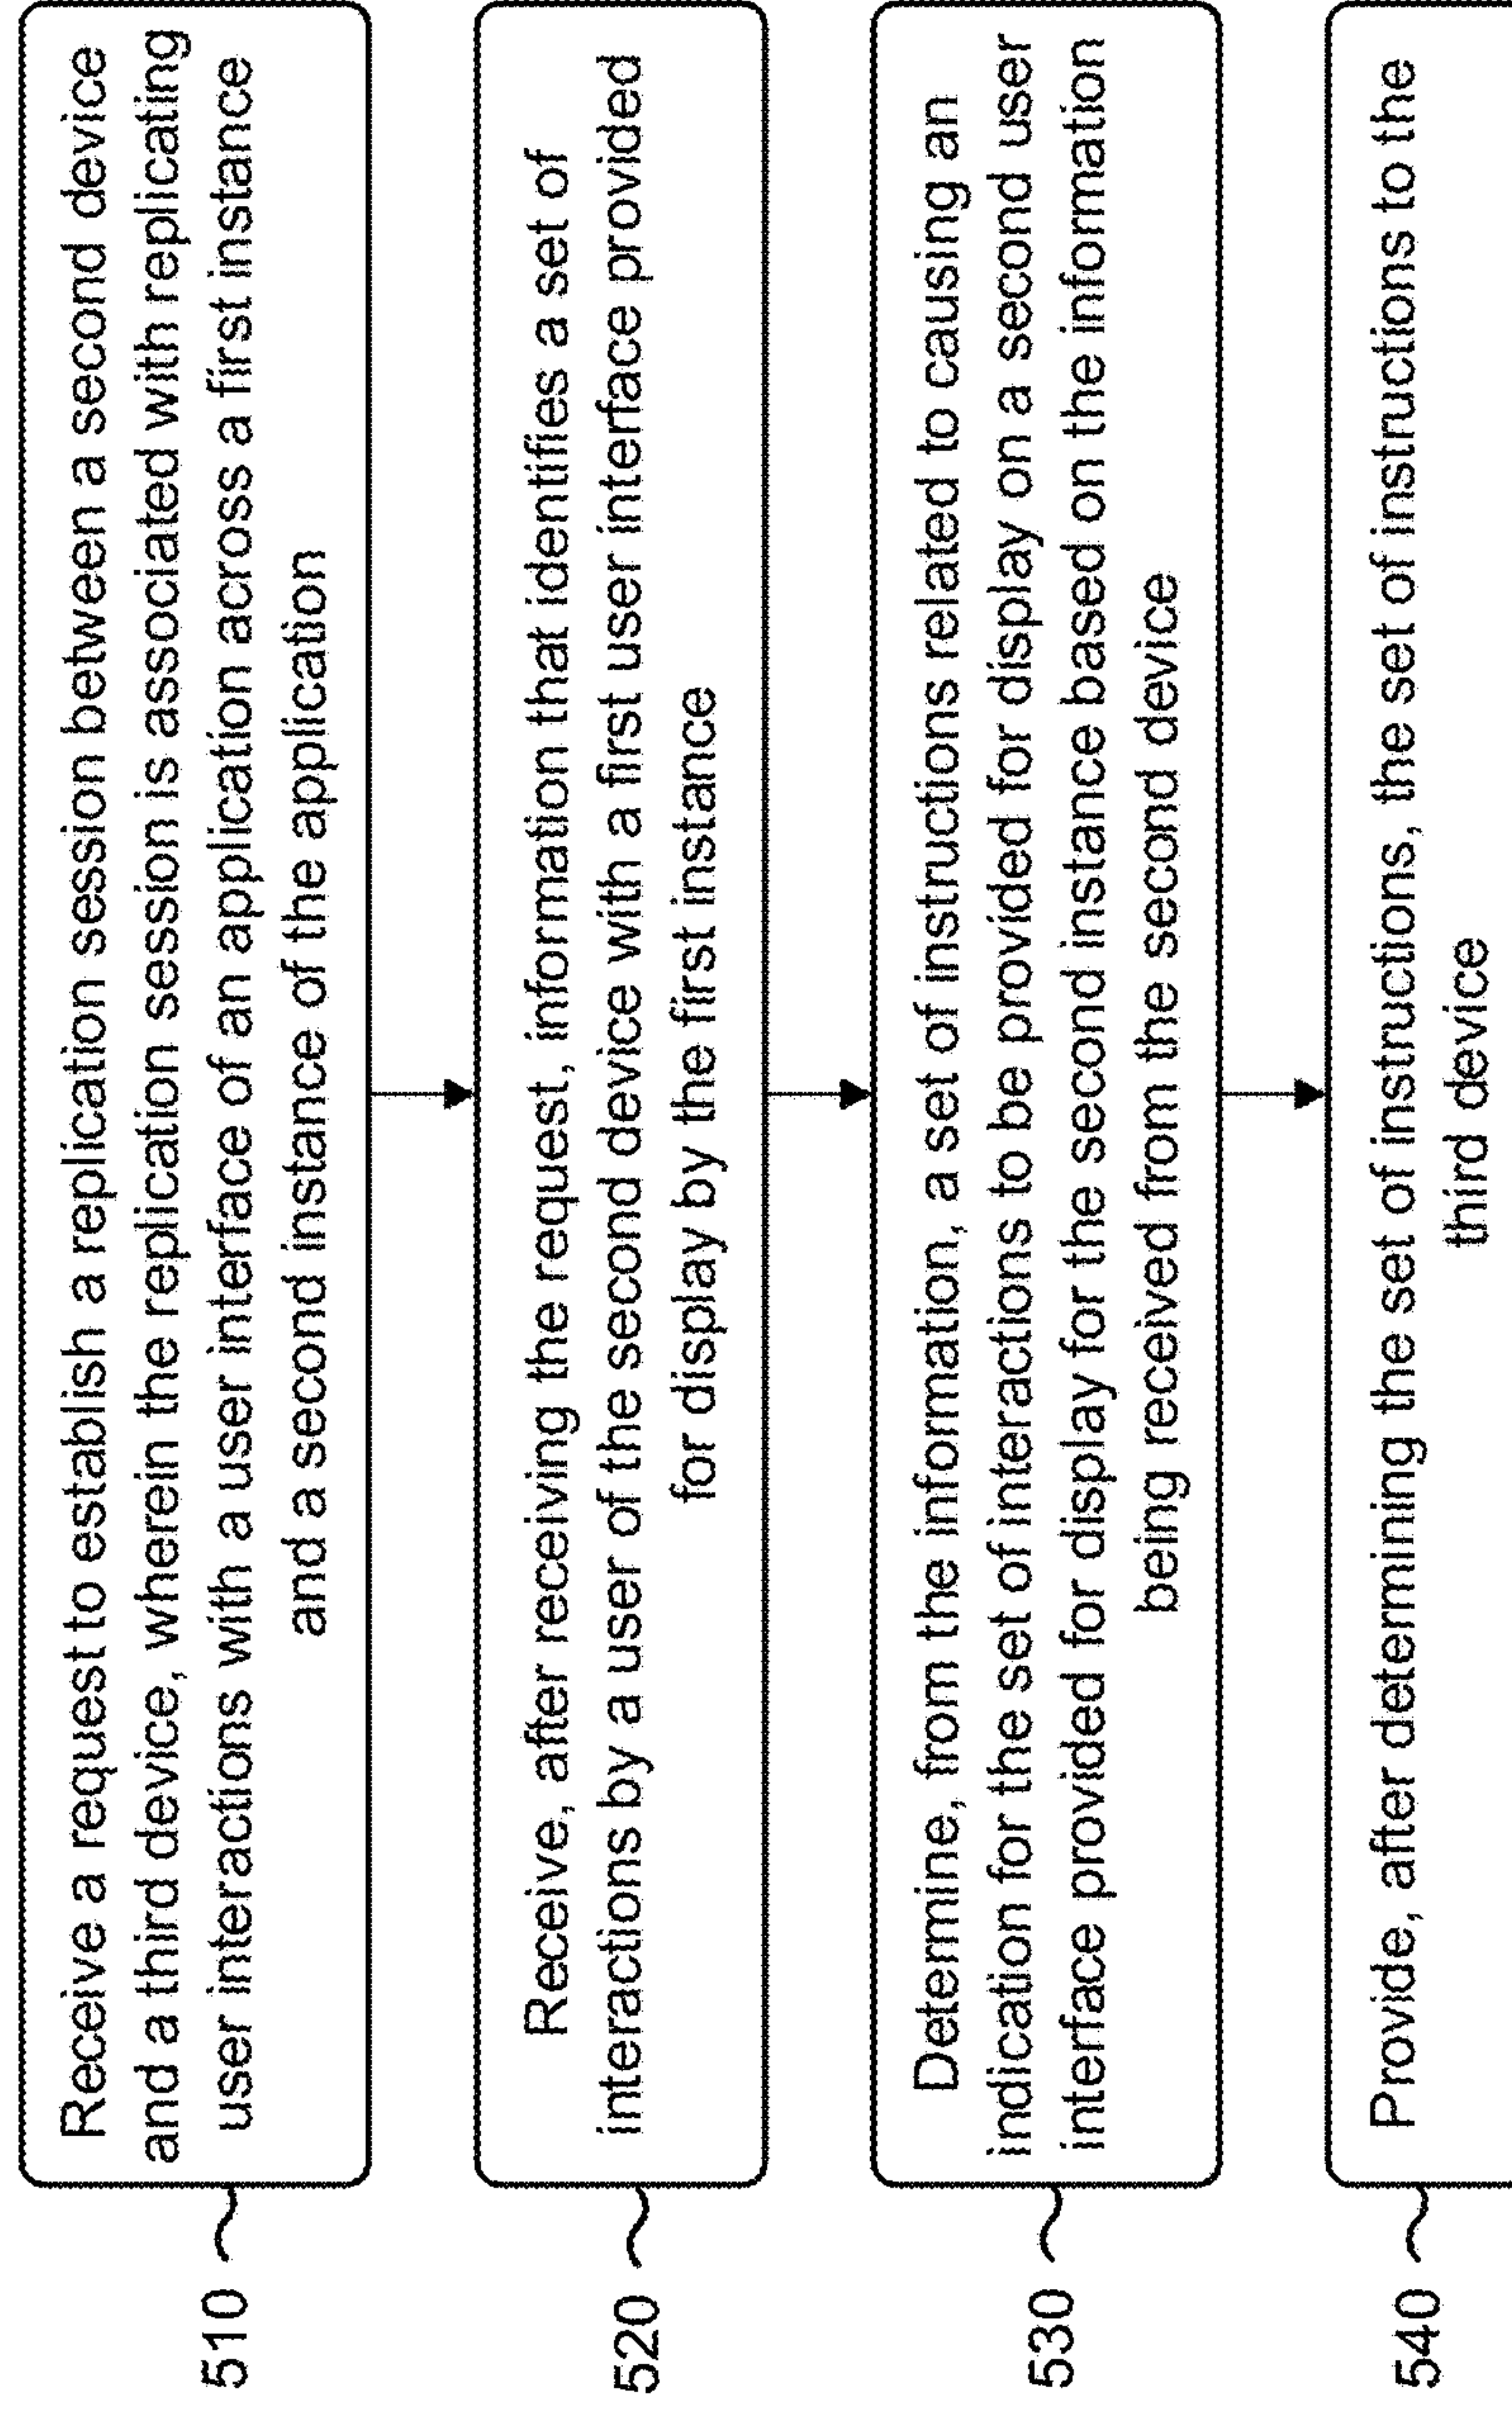 510
Receive a request to establish a replication session between a second device
and a third device, wherein the replication session is associated with replicating
user interactions with a user interface of an application across a first instance
and a second instance of the application
520
Receive, after receiving the request, information that identifies a set of
interactions by a user of the second device with a first user interface provided
for display by the first instance
530
Determine, from the information, a set of instructions related to causing an
indication for the set of interactions to be provided for display on a second user
interface provided for display for the second instance based on the information
being received from the second device
540
Provide, after determining the set of instructions, the set of instructions to the
third device